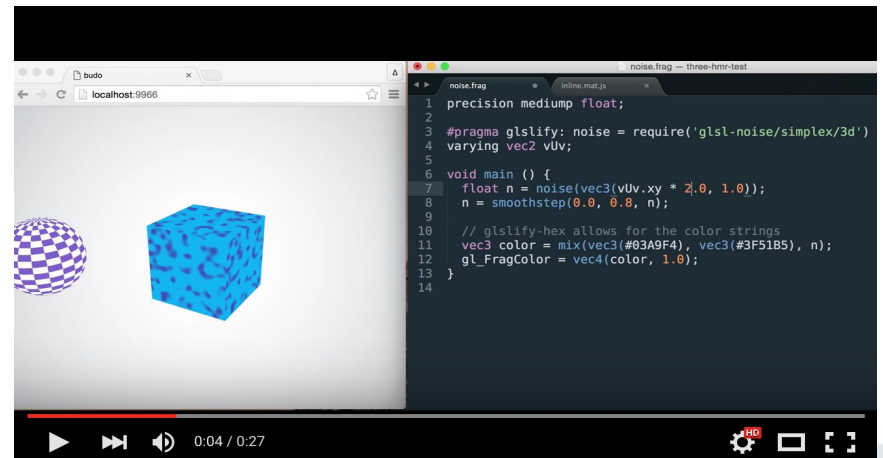 budo
localhost:9966
noise.frag — three-hmr-test
noise.frag
inline.mat.js
1 precision mediump float;
2
3 #pragma glslify: noise = require('glsl-noise/simplex/3d')
4 varying vec2 vUv;
5
6 void main () {
7 float n = noise(vec3(vUv.xy * 2.0, 1.0));
8 n = smoothstep(0.0, 0.8, n);
9
10 // glslify-hex allows for the color strings
11 vec3 color = mix(vec3(#03A9F4), vec3(#3F51B5), n);
12 gl_FragColor = vec4(color, 1.0);
13 }
14
0:04 / 0:27
HD